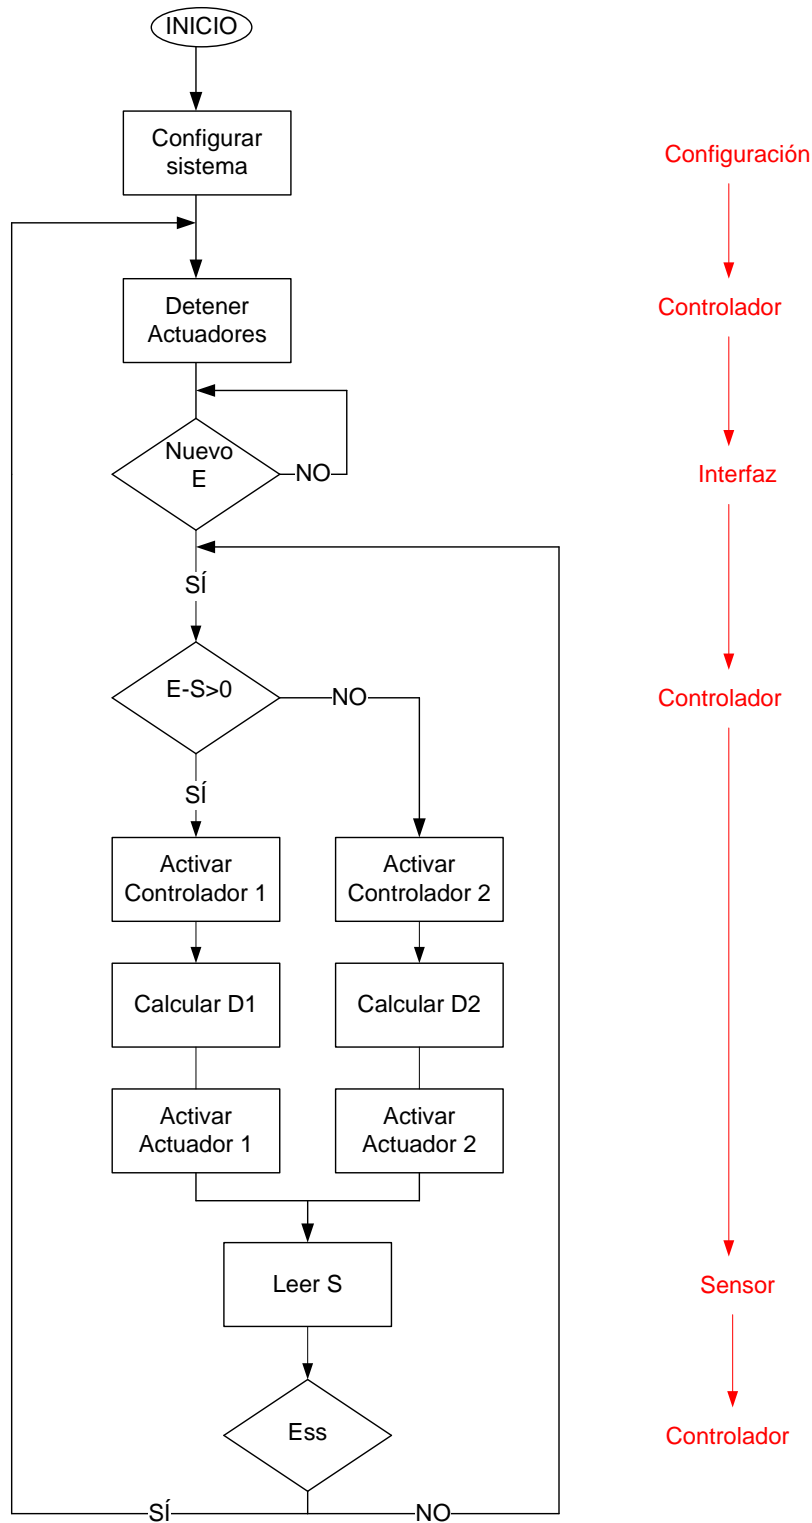 INICIO
Configurar
sistema
Configuración
Detener
Actuadores
Controlador
Nuevo
E
NO
Interfaz
SÍ
E-S>0
NO
Controlador
SÍ
Activar
Controlador 1
Activar
Controlador 2
Calcular D1
Calcular D2
Activar
Actuador 1
Activar
Actuador 2
Leer S
Sensor
Ess
Controlador
SÍ
NO